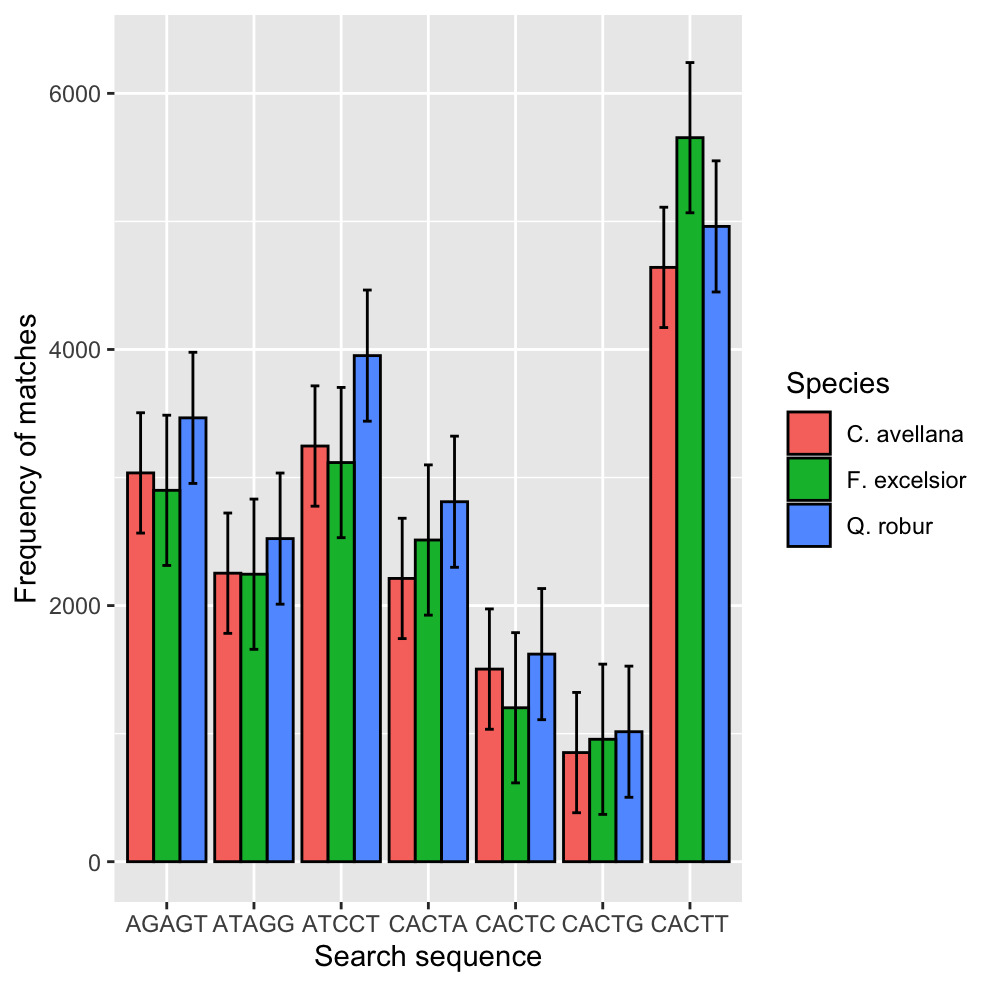 6000
4000
2000
0
Frequency of matches
AGAGT ATAGG ATCCT CACTA CACTC CACTG CACTT
Search sequence
Species
C. avellana
F. excelsior
Q. robur